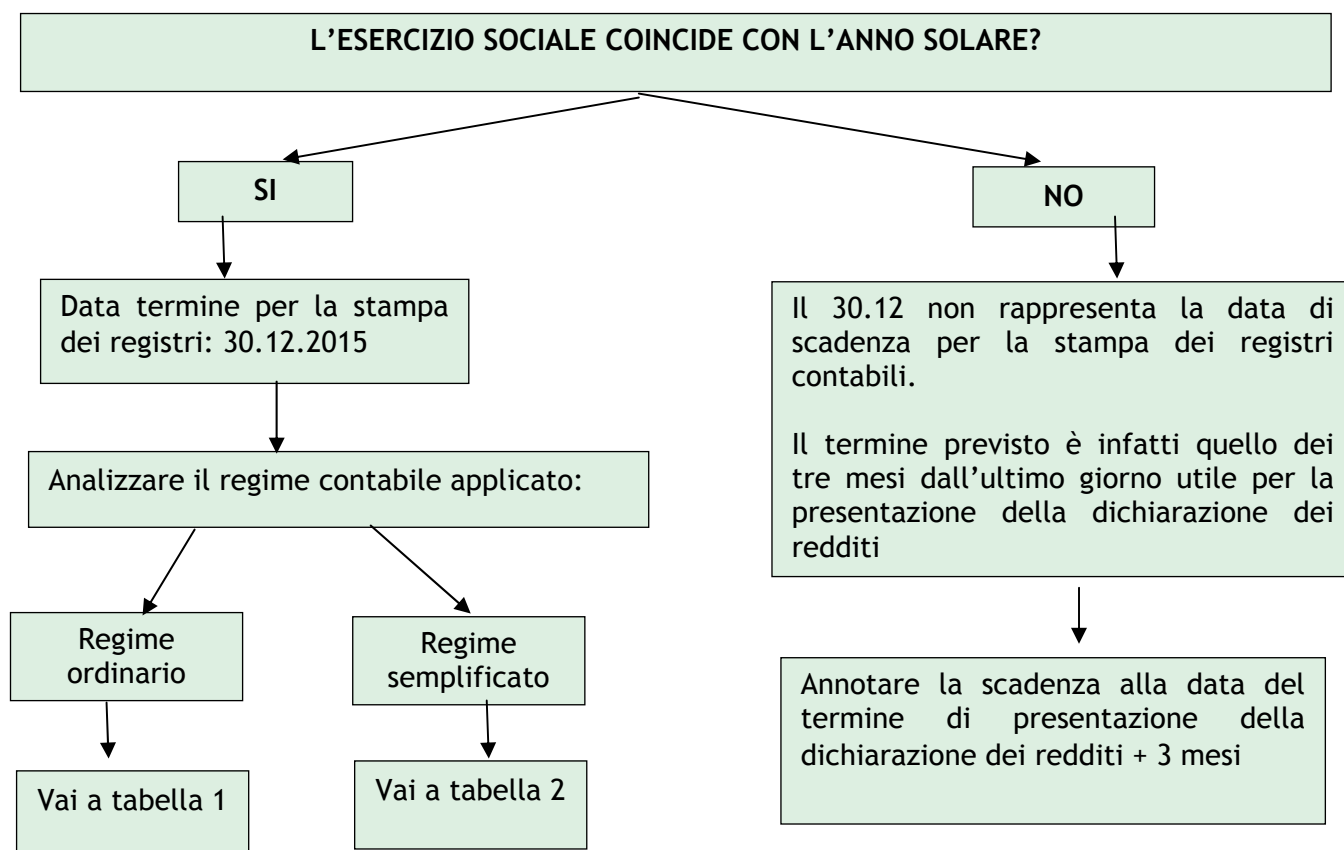 L’ESERCIZIO SOCIALE COINCIDE CON L’ANNO SOLARE?
SI
NO
Data termine per la stampa
dei registri: 30.12.2015
Analizzare il regime contabile applicato:
Regime
ordinario
Regime
semplificato
Vai a tabella 1
Vai a tabella 2
Il 30.12 non rappresenta la data di
scadenza per la stampa dei registri
contabili.
Il termine previsto è infatti quello dei
tre mesi dall’ultimo giorno utile per la
presentazione della dichiarazione dei
redditi
Annotare la scadenza alla data del
termine di presentazione della
dichiarazione dei redditi + 3 mesi